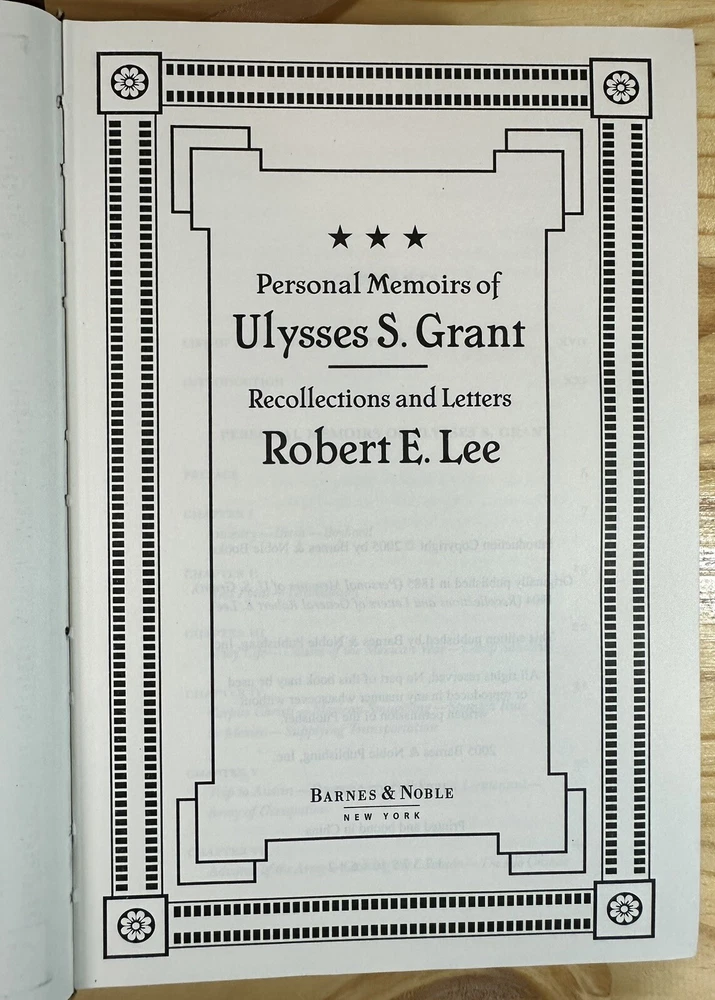 ★ ★ ★
Personal Memoirs of
Ulysses S. Grant
Recollections and Letters
Robert E. Lee
BARNES & NOBLE
NEW YORK